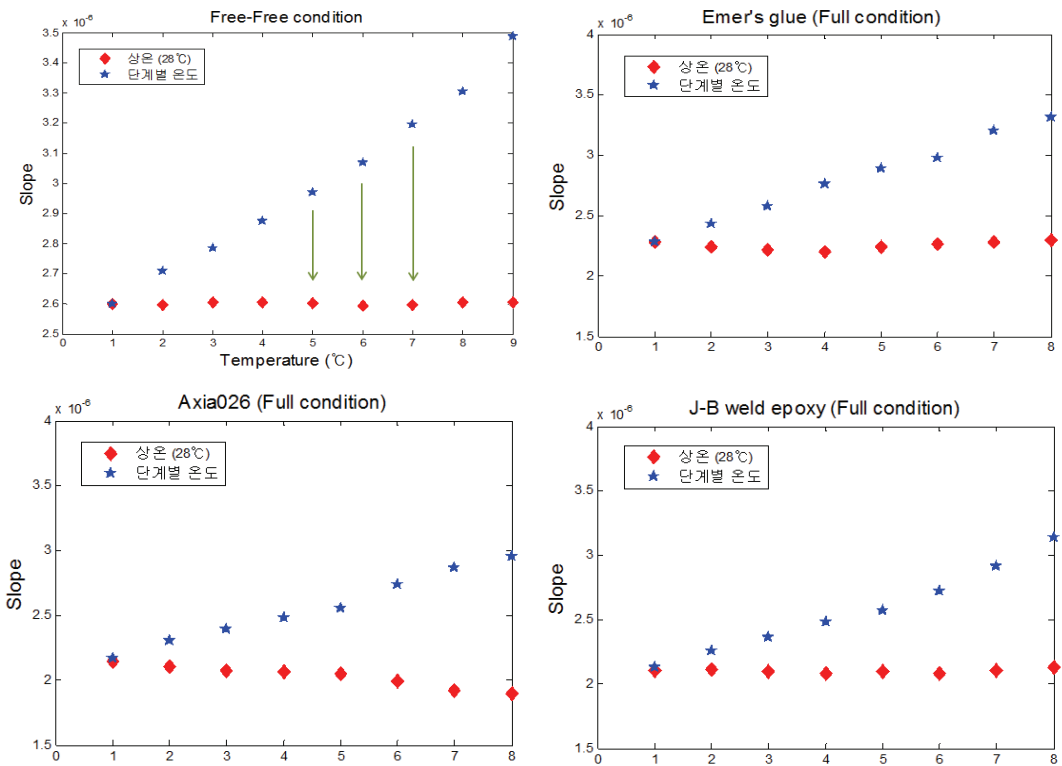 Free-Free condition
x 10⁻⁶
3.5
3.4
3.3
3.2
3.1
3
2.9
2.8
2.7
2.6
2.5
Slope
상온 (28℃)
단계별 온도
0 1 2 3 4 5 6 7 8 9
Temperature (℃)
Emer's glue (Full condition)
x 10⁻⁶
4
3.5
3
2.5
2
1.5
Slope
상온 (28℃)
단계별 온도
0 1 2 3 4 5 6 7 8
Axia026 (Full condition)
x 10⁻⁶
4
3.5
3
2.5
2
1.5
Slope
상온 (28℃)
단계별 온도
0 1 2 3 4 5 6 7 8
J-B weld epoxy (Full condition)
x 10⁻⁶
4
3.5
3
2.5
2
1.5
Slope
상온 (28℃)
단계별 온도
0 1 2 3 4 5 6 7 8